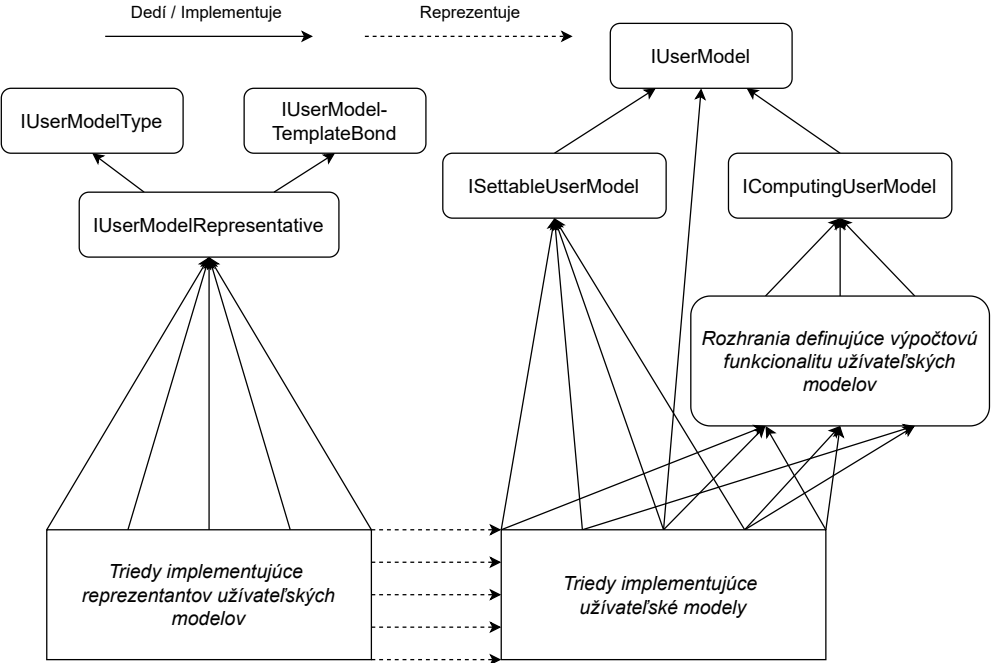 Dedí / Implementuje
Reprezentuje
IUserModel
IUserModelType
IUserModel-
TemplateBond
ISettableUserModel
IComputingUserModel
IUserModelRepresentative
Rozhrania definujúce výpočtovú
funkcionalitu užívateľských
modelov
Triedy implementujúce
reprezentantov užívateľských
modelov
Triedy implementujúce
užívateľské modely